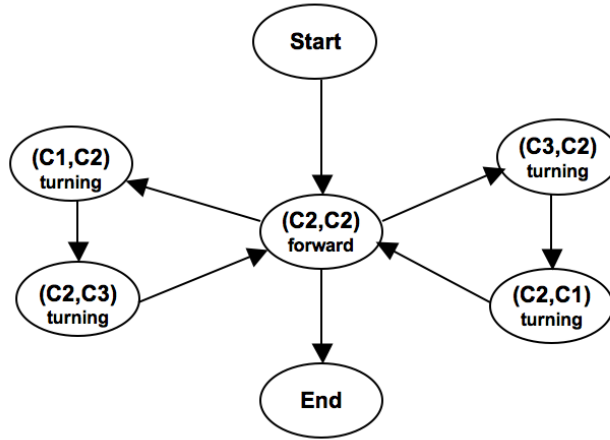 Start
(C1,C2)
turning
(C3,C2)
turning
(C2,C2)
forward
(C2,C3)
turning
(C2,C1)
turning
End